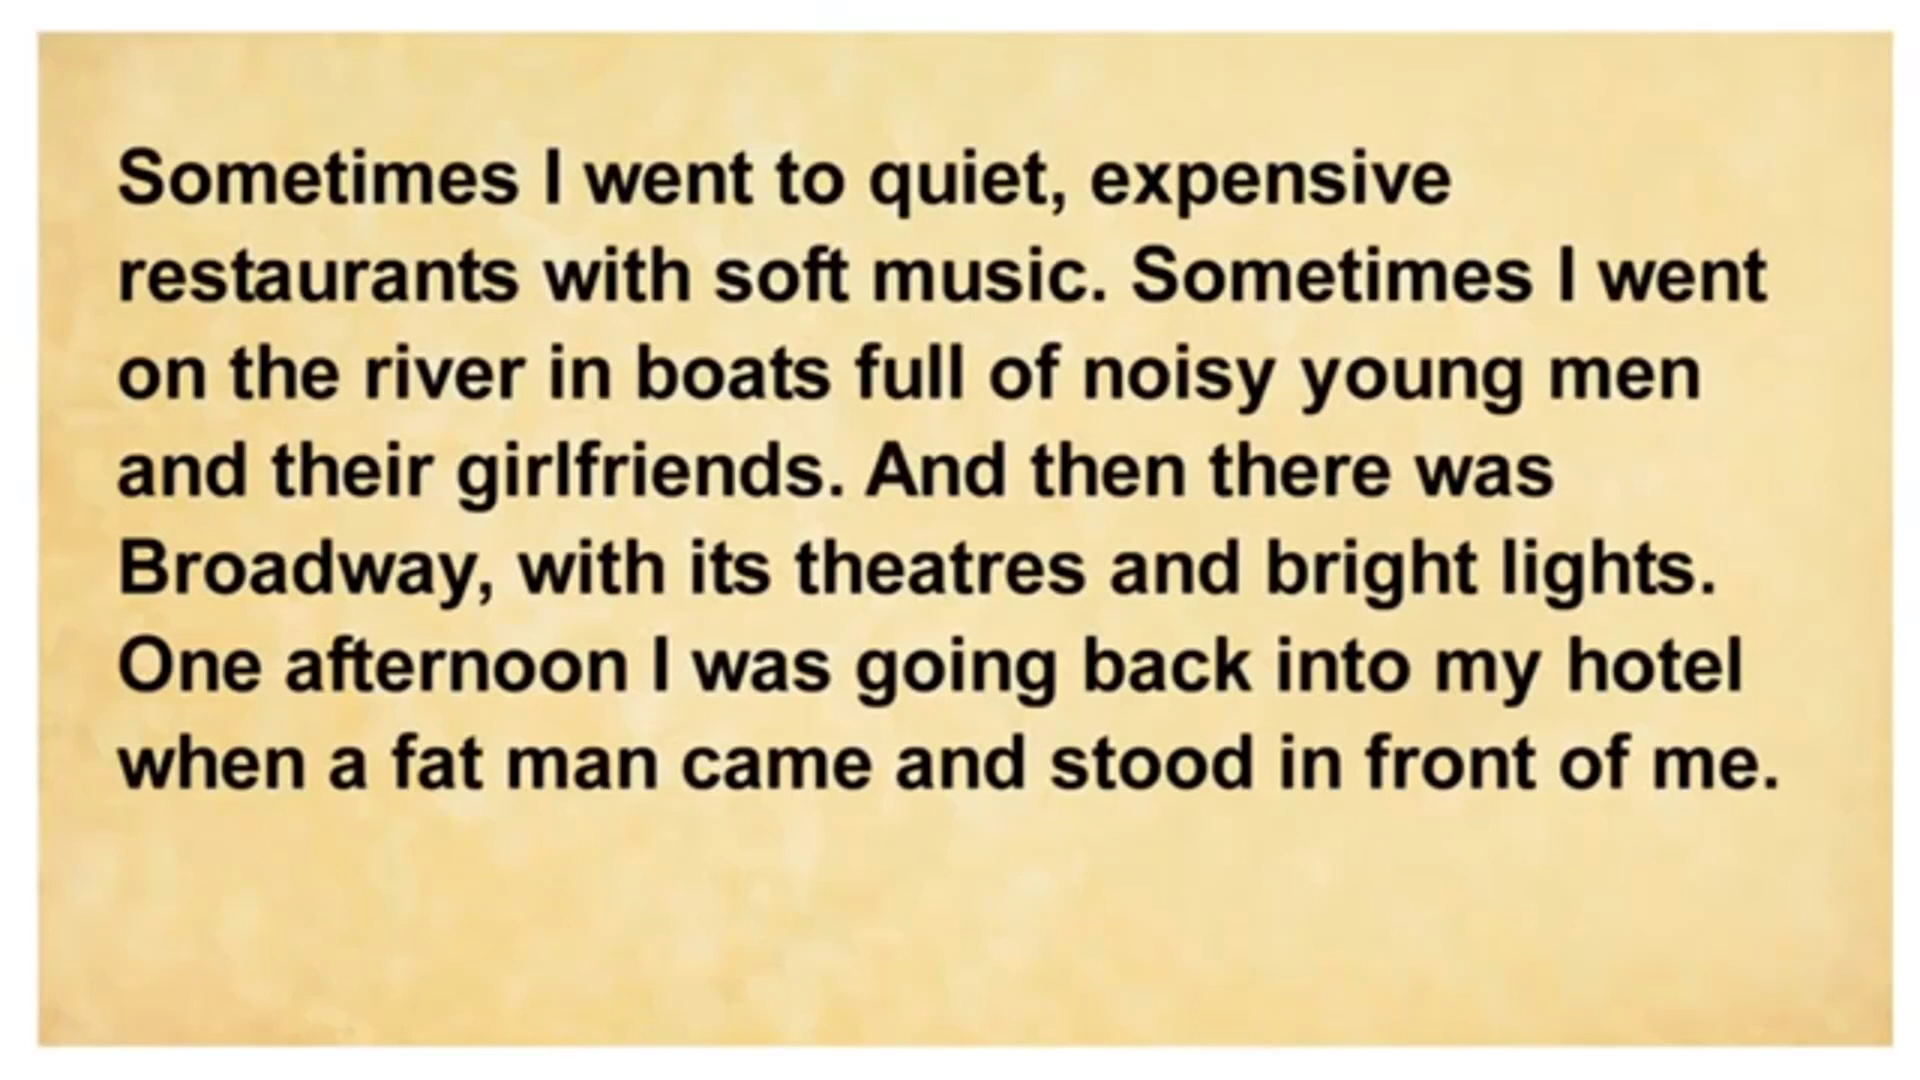 Sometimes I went to quiet, expensive
restaurants with soft music. Sometimes I went
on the river in boats full of noisy young men
and their girlfriends. And then there was
Broadway, with its theatres and bright lights.
One afternoon I was going back into my hotel
when a fat man came and stood in front of me.